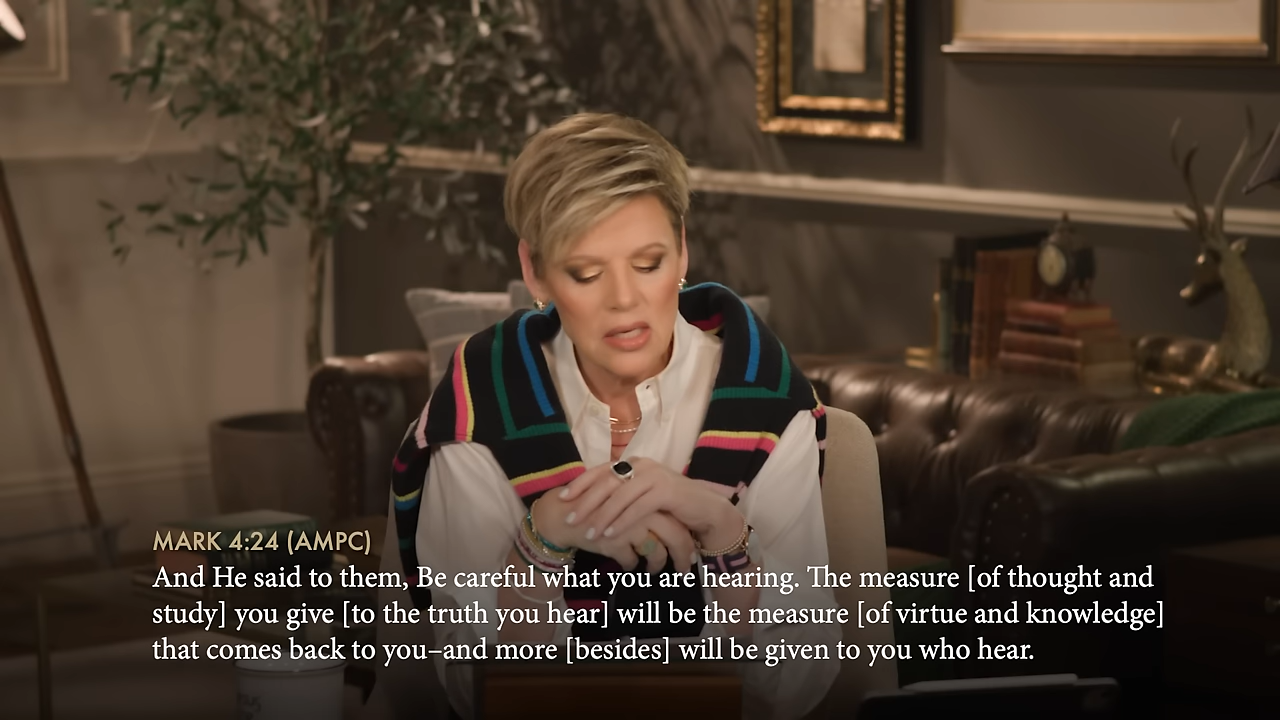 MARK 4:24 (AMPC)
And He said to them, Be careful what you are hearing. The measure [of thought and
study] you give [to the truth you hear] will be the measure [of virtue and knowledge]
that comes back to you–and more [besides] will be given to you who hear.